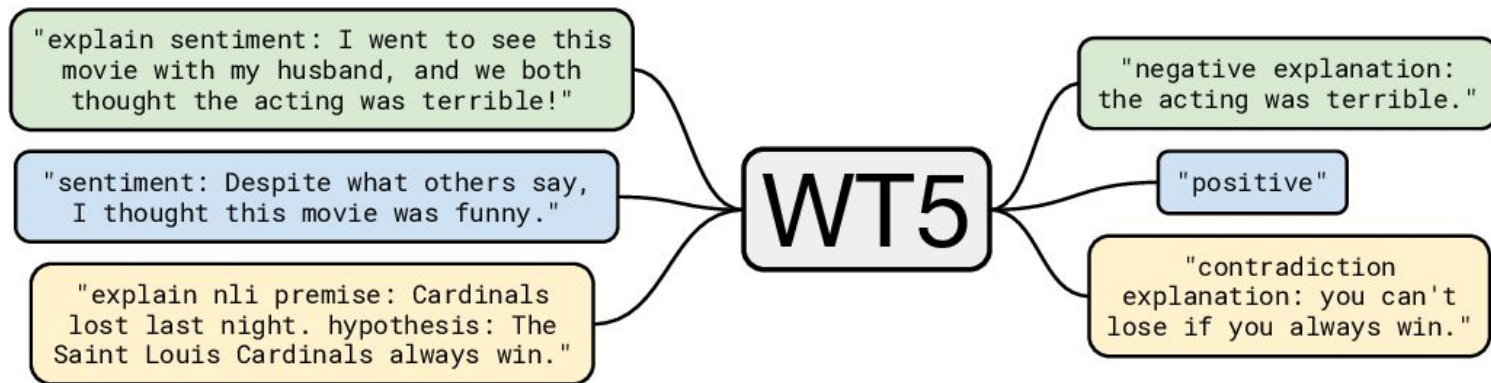 "explain sentiment: I went to see this
movie with my husband, and we both
thought the acting was terrible!"
"sentiment: Despite what others say,
I thought this movie was funny."
"explain nli premise: Cardinals
lost last night. hypothesis: The
Saint Louis Cardinals always win."
WT5
"negative explanation:
the acting was terrible."
"positive"
"contradiction
explanation: you can't
lose if you always win."